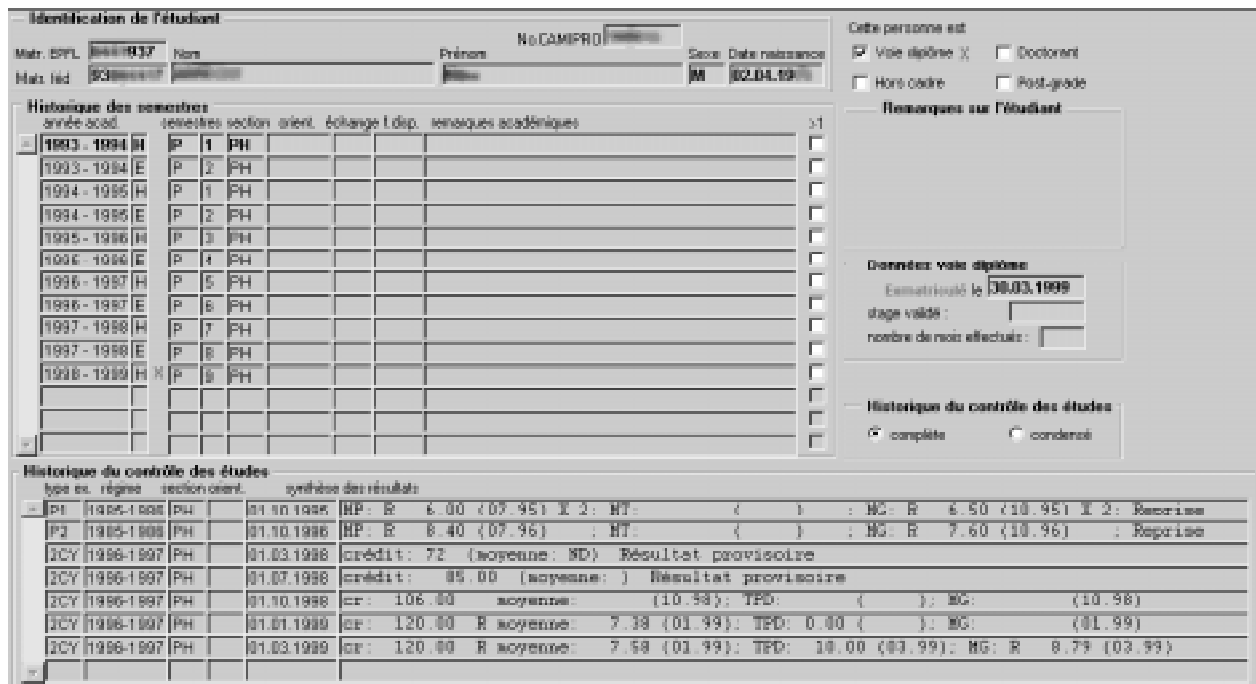 Identification de l'étudiant
No.CAMIPRO
Matr. EPFL 937 Nom Prénom Sexe Date naissance
Matr. féd M 02.04.19
Cette personne est
Voie diplôme Doctorant
Hors cadre Post-grade
Remarques sur l'étudiant
Historique des semestres
année acad. semestres section orient. échange f.disp. remarques académiques >1
1993 - 1994 H P 1 PH
1993 - 1994 E P 2 PH
1994 - 1995 H P 1 PH
1994 - 1995 E P 2 PH
1995 - 1996 H P 3 PH
1995 - 1996 E P 4 PH
1996 - 1997 H P 5 PH
1996 - 1997 E P 6 PH
1997 - 1998 H P 7 PH
1997 - 1998 E P 8 PH
1998 - 1999 H X P 9 PH
Données voie diplôme
Exmatriculé le 30.03.1999
stage validé :
nombre de mois effectués :
Historique du contrôle des études
complète condensé
Historique du contrôle des études
type ex. régime section orient. synthèse des résultats
P1 PH 01.10.1995 MP: R 6.00 (07.95) X 2: MT: ( ) : MG: R 6.50 (10.95) X 2: Reprise
P2 PH 01.10.1996 MP: R 8.40 (07.96) ; MT: ( ) : MG: R 7.60 (10.96) : Reprise
2CY 1996-1997 PH 01.03.1998 crédit: 72 (moyenne: ND) Résultat provisoire
2CY 1996-1997 PH 01.07.1998 crédit: 85.00 (moyenne: ) Résultat provisoire
2CY 1996-1997 PH 01.10.1998 cr: 106.00 moyenne: (10.98); TPD: ( ); MG: (10.98)
2CY 1996-1997 PH 01.01.1999 cr: 120.00 R moyenne: 7.38 (01.99); TPD: 0.00 ( ); MG: (01.99)
2CY 1996-1997 PH 01.03.1999 cr: 120.00 R moyenne: 7.58 (01.99); TPD: 10.00 (03.99); MG: R 8.79 (03.99)